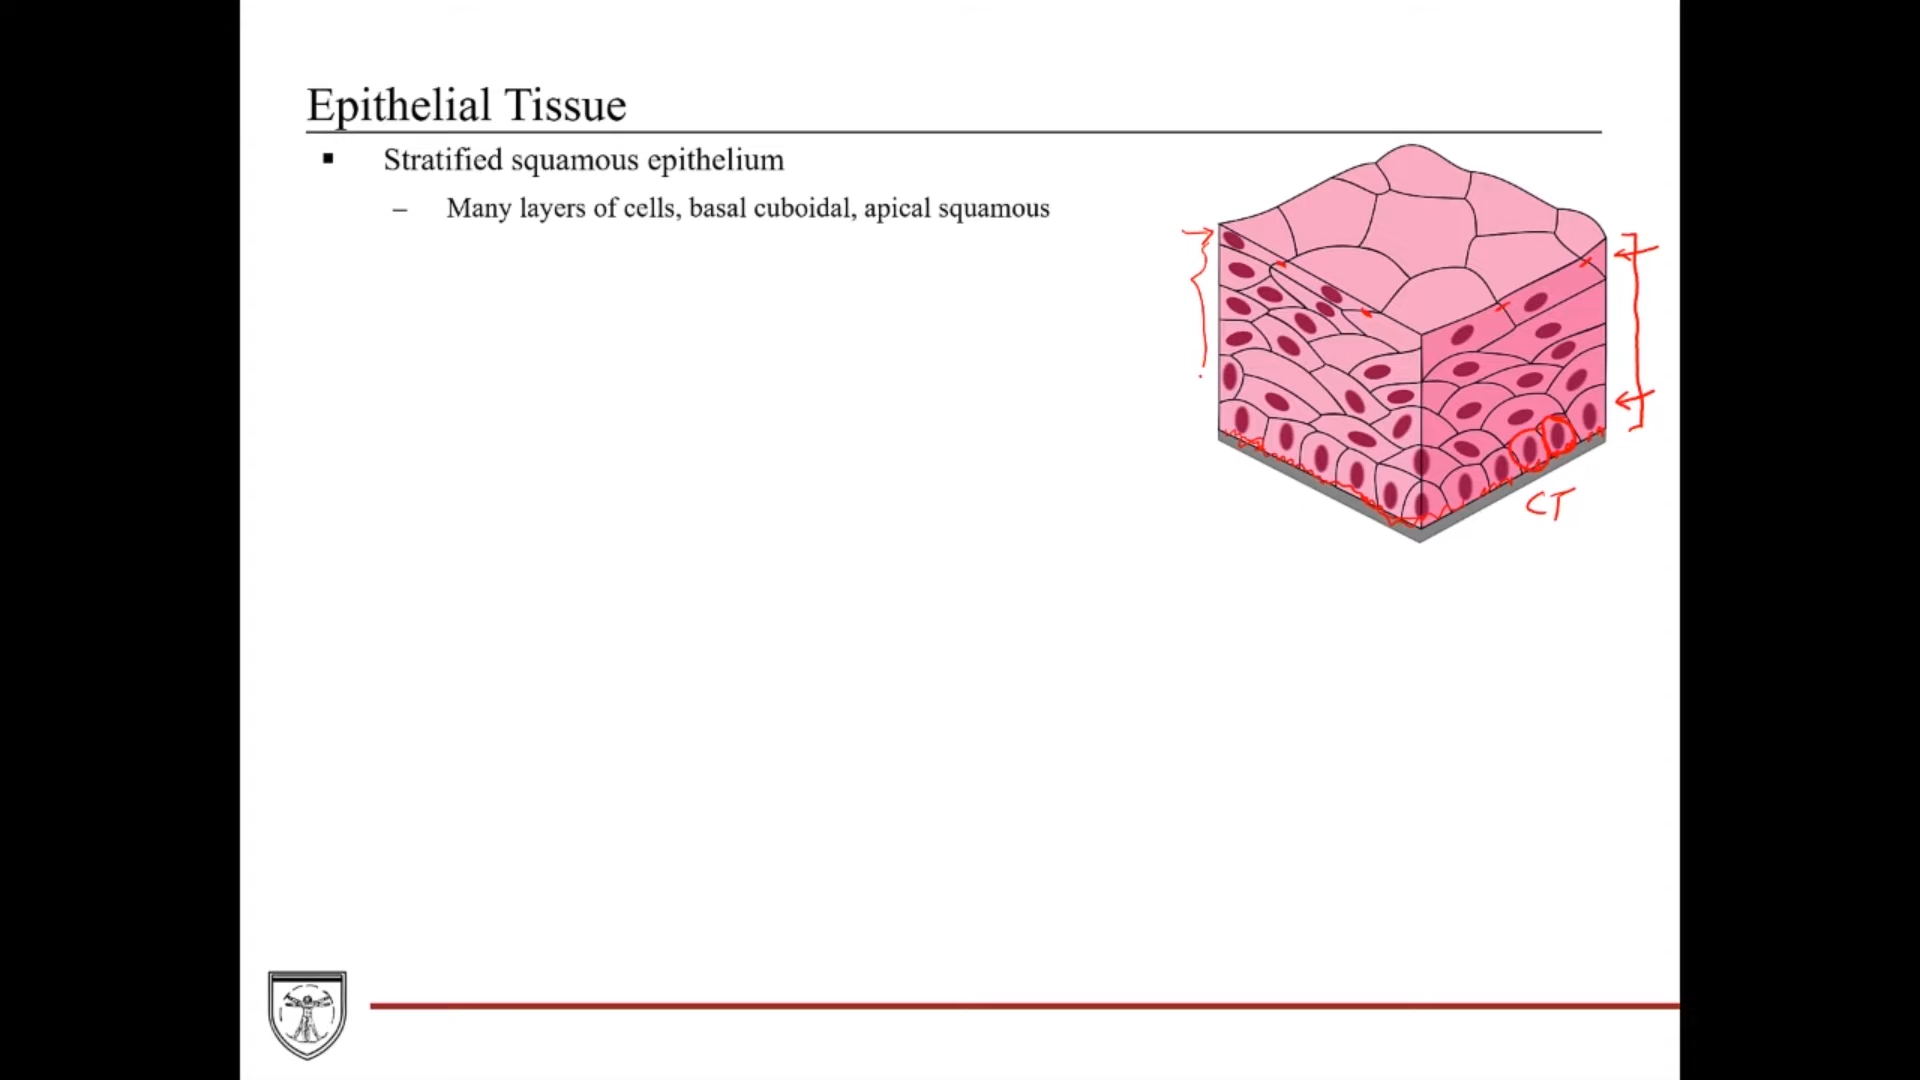 Epithelial Tissue
▪ Stratified squamous epithelium
– Many layers of cells, basal cuboidal, apical squamous
CT